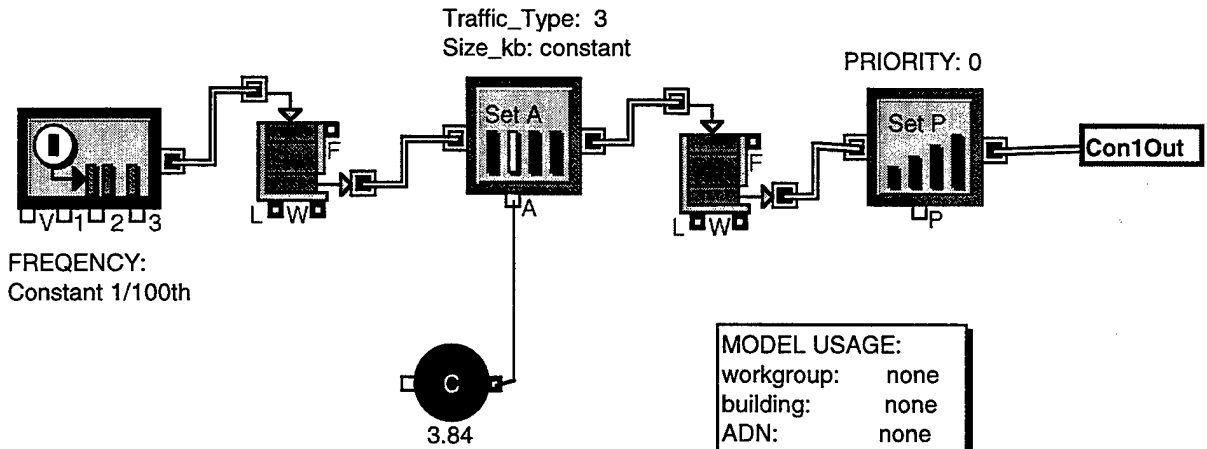 Traffic_Type: 3
Size_kb: constant
PRIORITY: 0
Set A
Set P
F
F
Con1Out
V 1 2 3
L W
A
L W
P
FREQENCY:
Constant 1/100th
C
3.84
MODEL USAGE:
workgroup: none
building: none
ADN: none